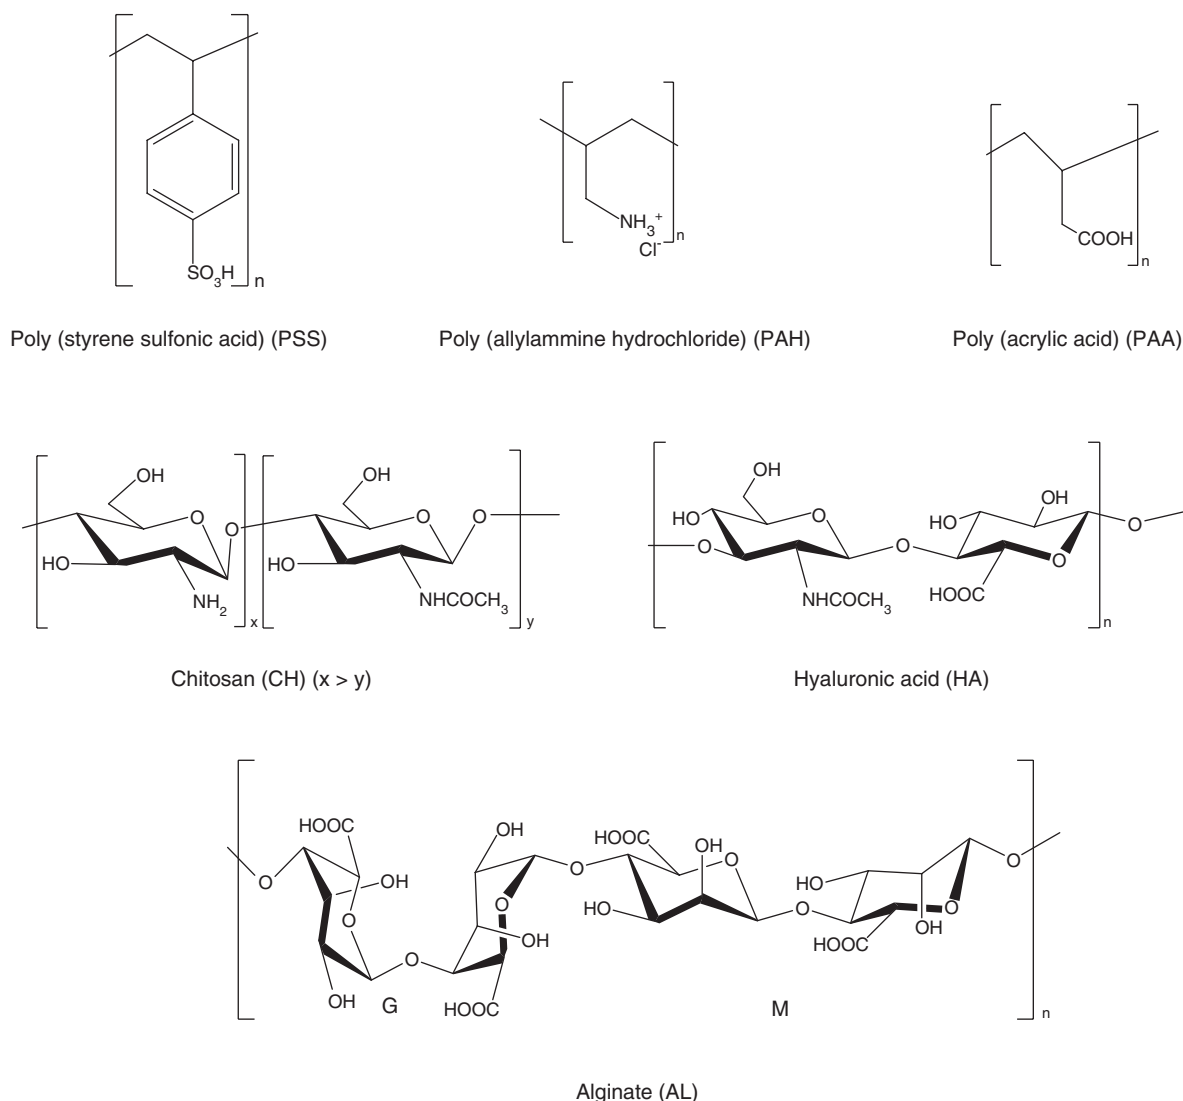 SO3H
n
NH3+
Cl-
n
COOH
n
Poly (styrene sulfonic acid) (PSS)
Poly (allylammine hydrochloride) (PAH)
Poly (acrylic acid) (PAA)
OH
O
O
HO
NH2
x
OH
O
O
HO
NHCOCH3
y
OH
HO
O
O
NHCOCH3
O
OH
HO
O
HOOC
O
n
Chitosan (CH) (x > y)
Hyaluronic acid (HA)
HOOC
O
OH
O
OH
G
O
OH
O
OH
HOOC
O
HOOC
OH
O
HO
M
O
HO
O
OH
HOOC
O
n
Alginate (AL)